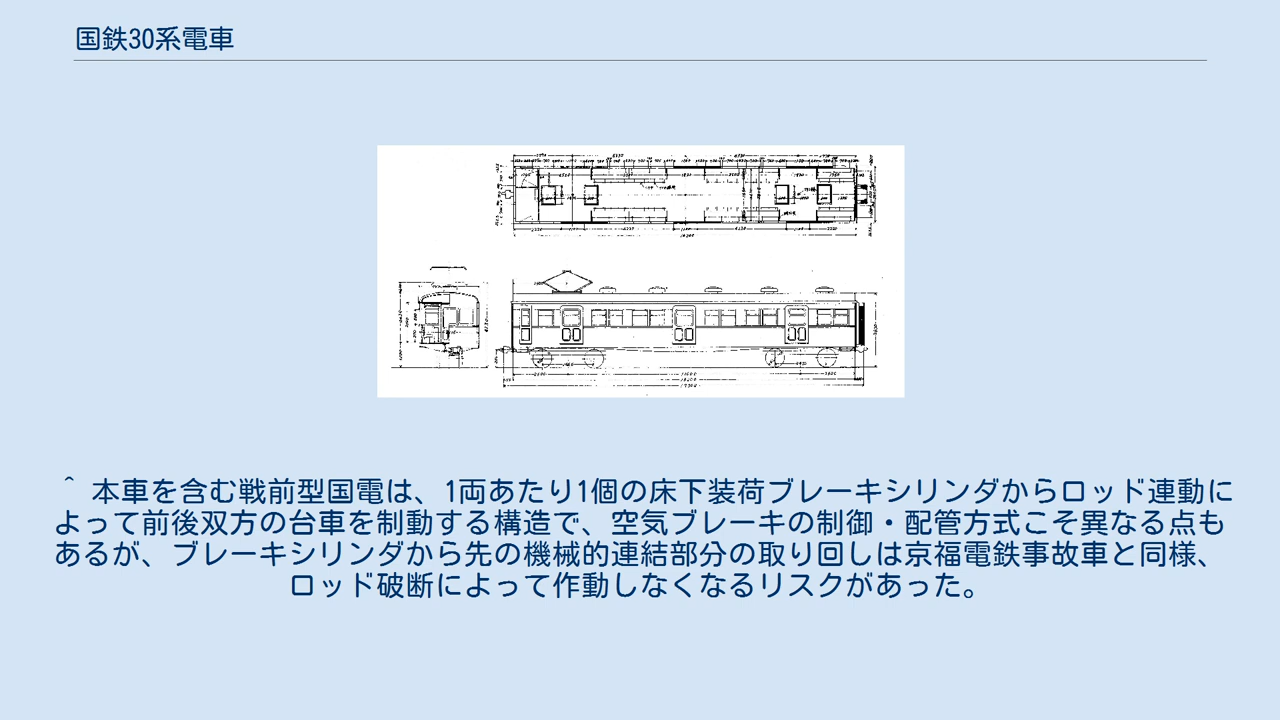 国鉄30系電車
^ 本車を含む戦前型国電は、1両あたり1個の床下装荷ブレーキシリンダからロッド連動に
よって前後双方の台車を制動する構造で、空気ブレーキの制御・配管方式こそ異なる点も
あるが、ブレーキシリンダから先の機械的連結部分の取り回しは京福電鉄事故車と同様、
ロッド破断によって作動しなくなるリスクがあった。